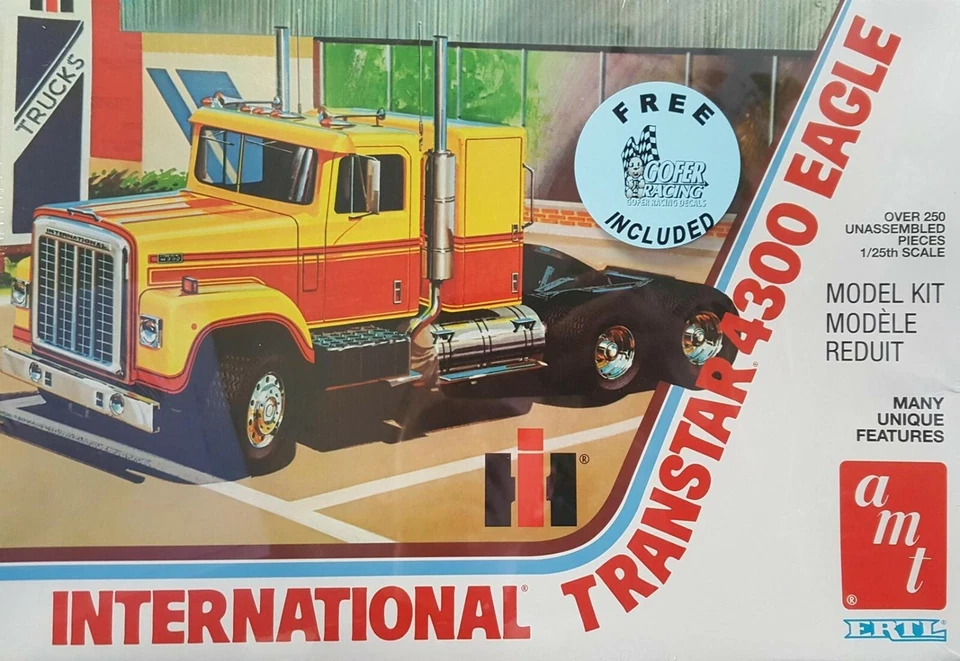 TRUCKS
INTERNATIONAL
FREE
GOFER
RACING
GOFER RACING DECALS
INCLUDED
OVER 250
UNASSEMBLED
PIECES
1/25th SCALE
MODEL KIT
MODÈLE
REDUIT
MANY
UNIQUE
FEATURES
IH®
amt
®
ERTL®
INTERNATIONAL®
TRANSTAR® 4300 EAGLE